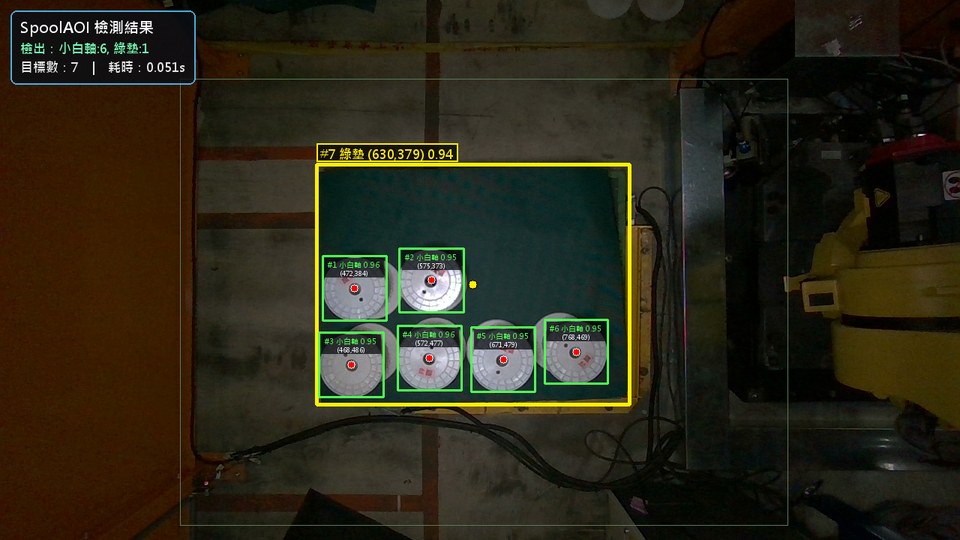 SpoolAOI 檢測結果
檢出：小白軸:6, 綠墊:1
目標數：7 | 耗時：0.051s
#7 綠墊 (630,379) 0.94
#1 小白軸 0.96
(472,384)
#2 小白軸 0.95
(575,373)
#3 小白軸 0.95
(468,486)
#4 小白軸 0.96
(572,477)
#5 小白軸 0.95
(671,479)
#6 小白軸 0.95
(768,469)